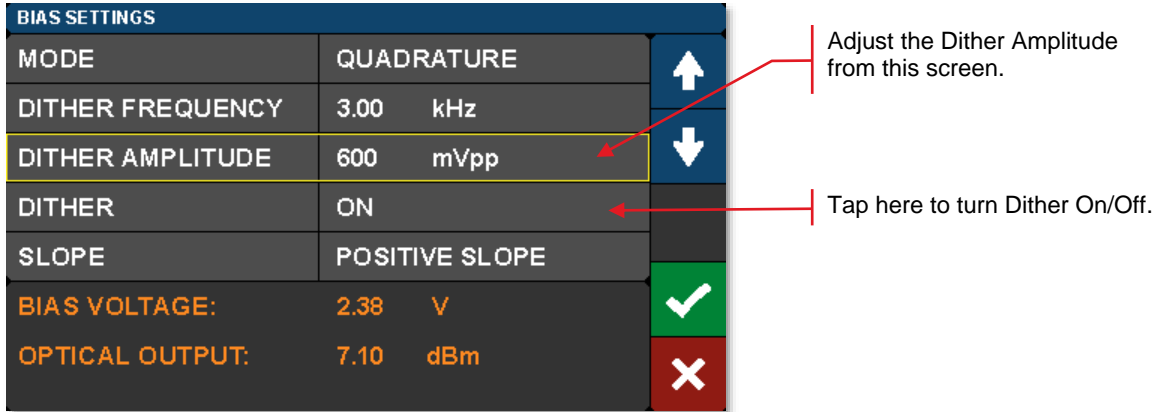 BIAS SETTINGS
MODE QUADRATURE
DITHER FREQUENCY 3.00 kHz
DITHER AMPLITUDE 600 mVpp
DITHER ON
SLOPE POSITIVE SLOPE
BIAS VOLTAGE: 2.38 V
OPTICAL OUTPUT: 7.10 dBm
Adjust the Dither Amplitude
from this screen.
Tap here to turn Dither On/Off.